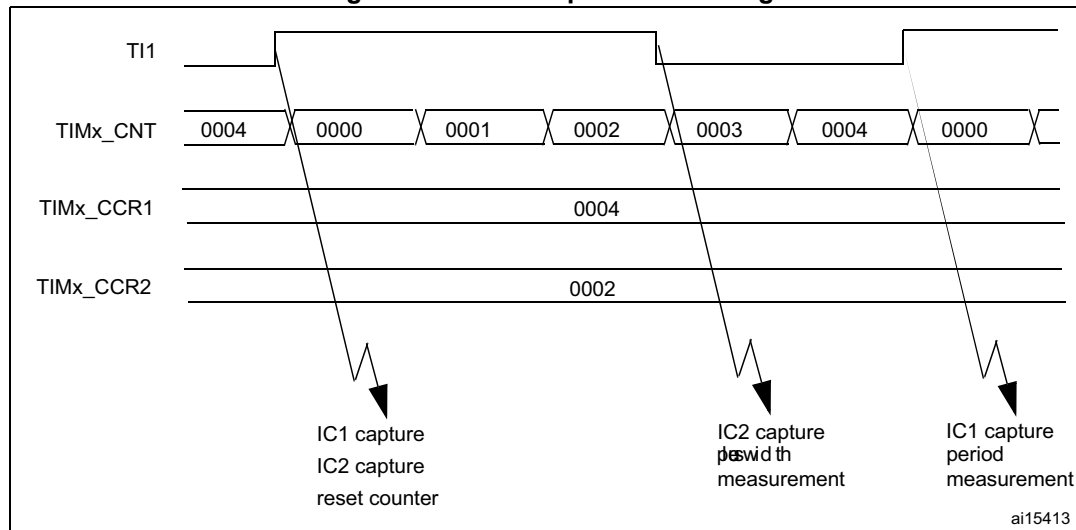 TI1
TIMx_CNT 0004 0000 0001 0002 0003 0004 0000
TIMx_CCR1 0004
TIMx_CCR2 0002
IC1 capture
IC2 capture
reset counter
IC2 capture
measurement
IC1 capture
period
measurement
ai15413